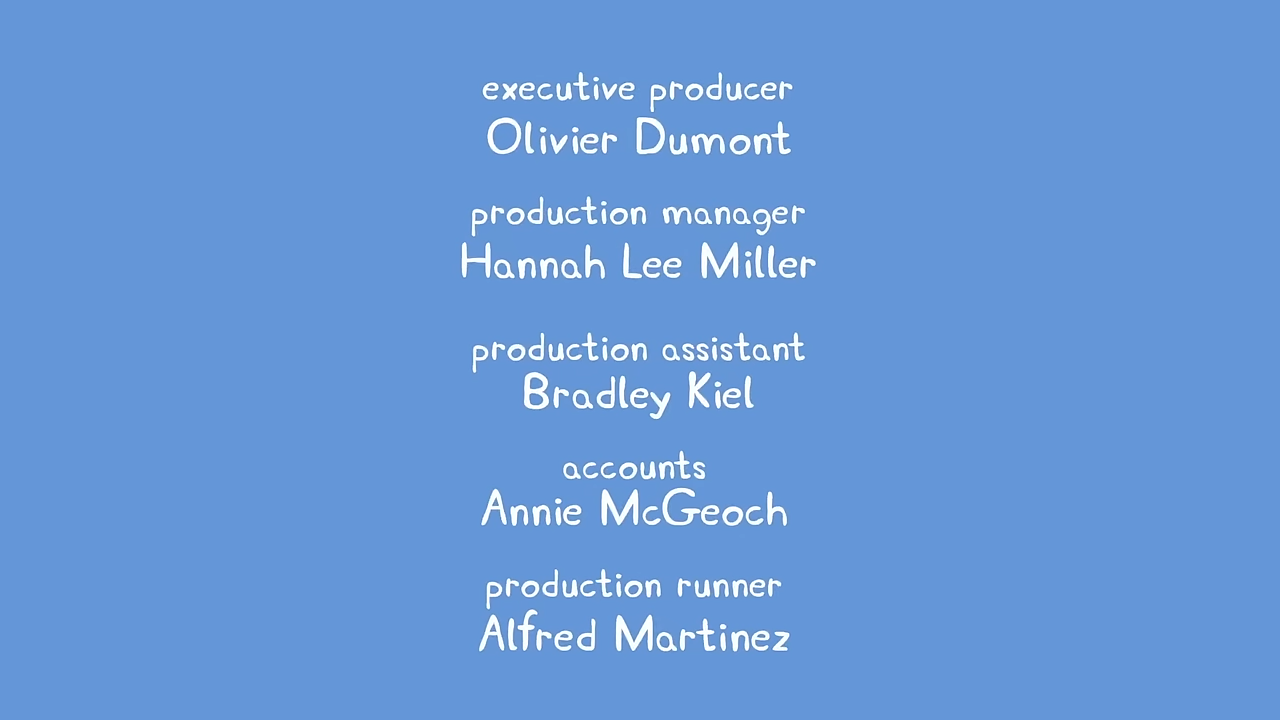 executive producer
Olivier Dumont
production manager
Hannah Lee Miller
production assistant
Bradley Kiel
accounts
Annie McGeoch
production runner
Alfred Martinez